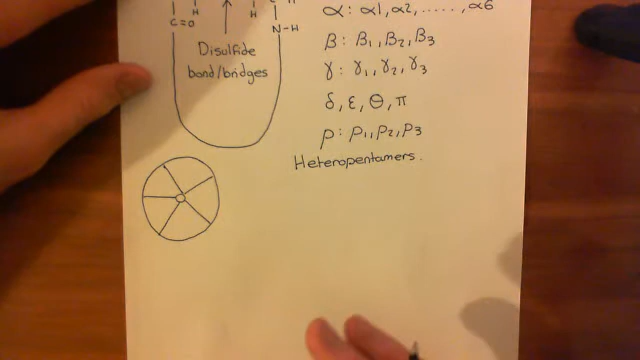 H
H
C=O
N-H
Disulfide
bond/bridges
α: α1, α2, ......, α6
β: β1, β2, β3
γ: γ1, γ2, γ3
δ, ε, θ, π
ρ: ρ1, ρ2, ρ3
Heteropentamers.